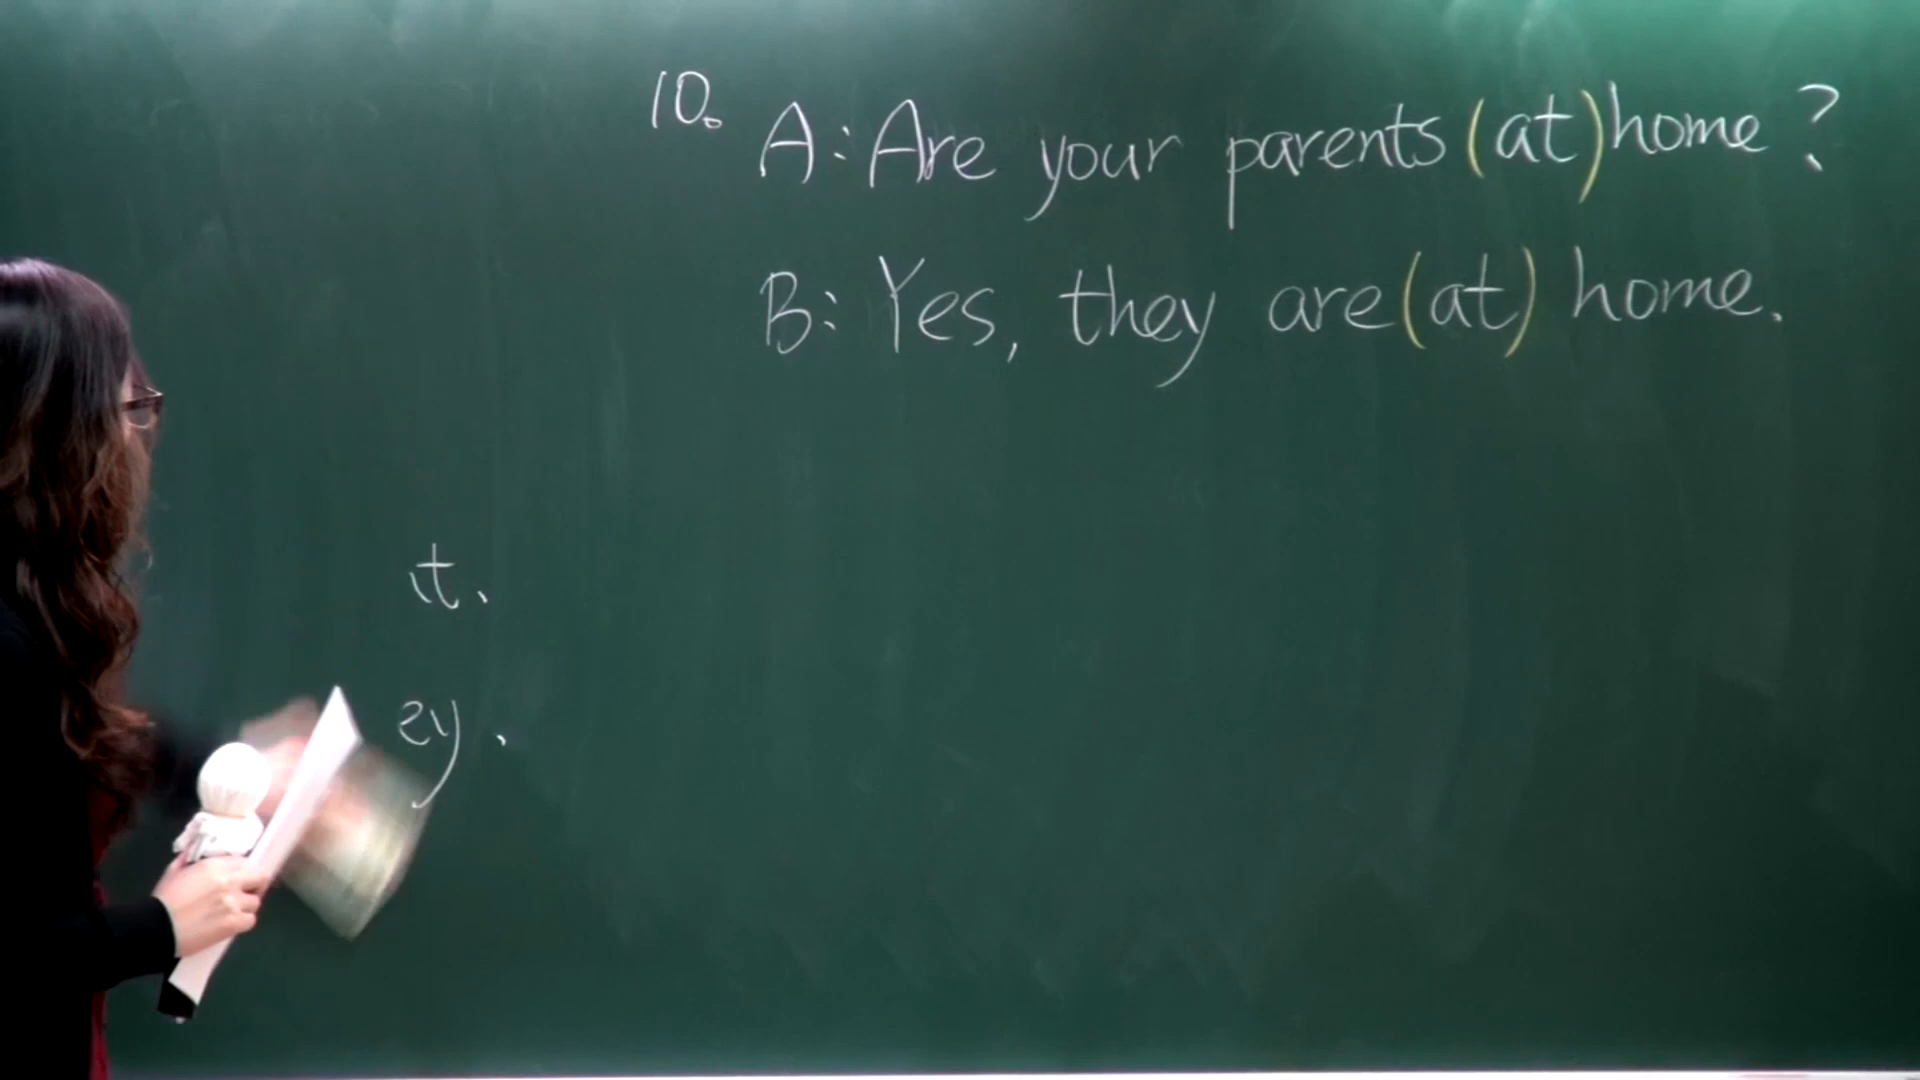 10. A: Are your parents (at) home?
B: Yes, they are (at) home.
it.
ey.